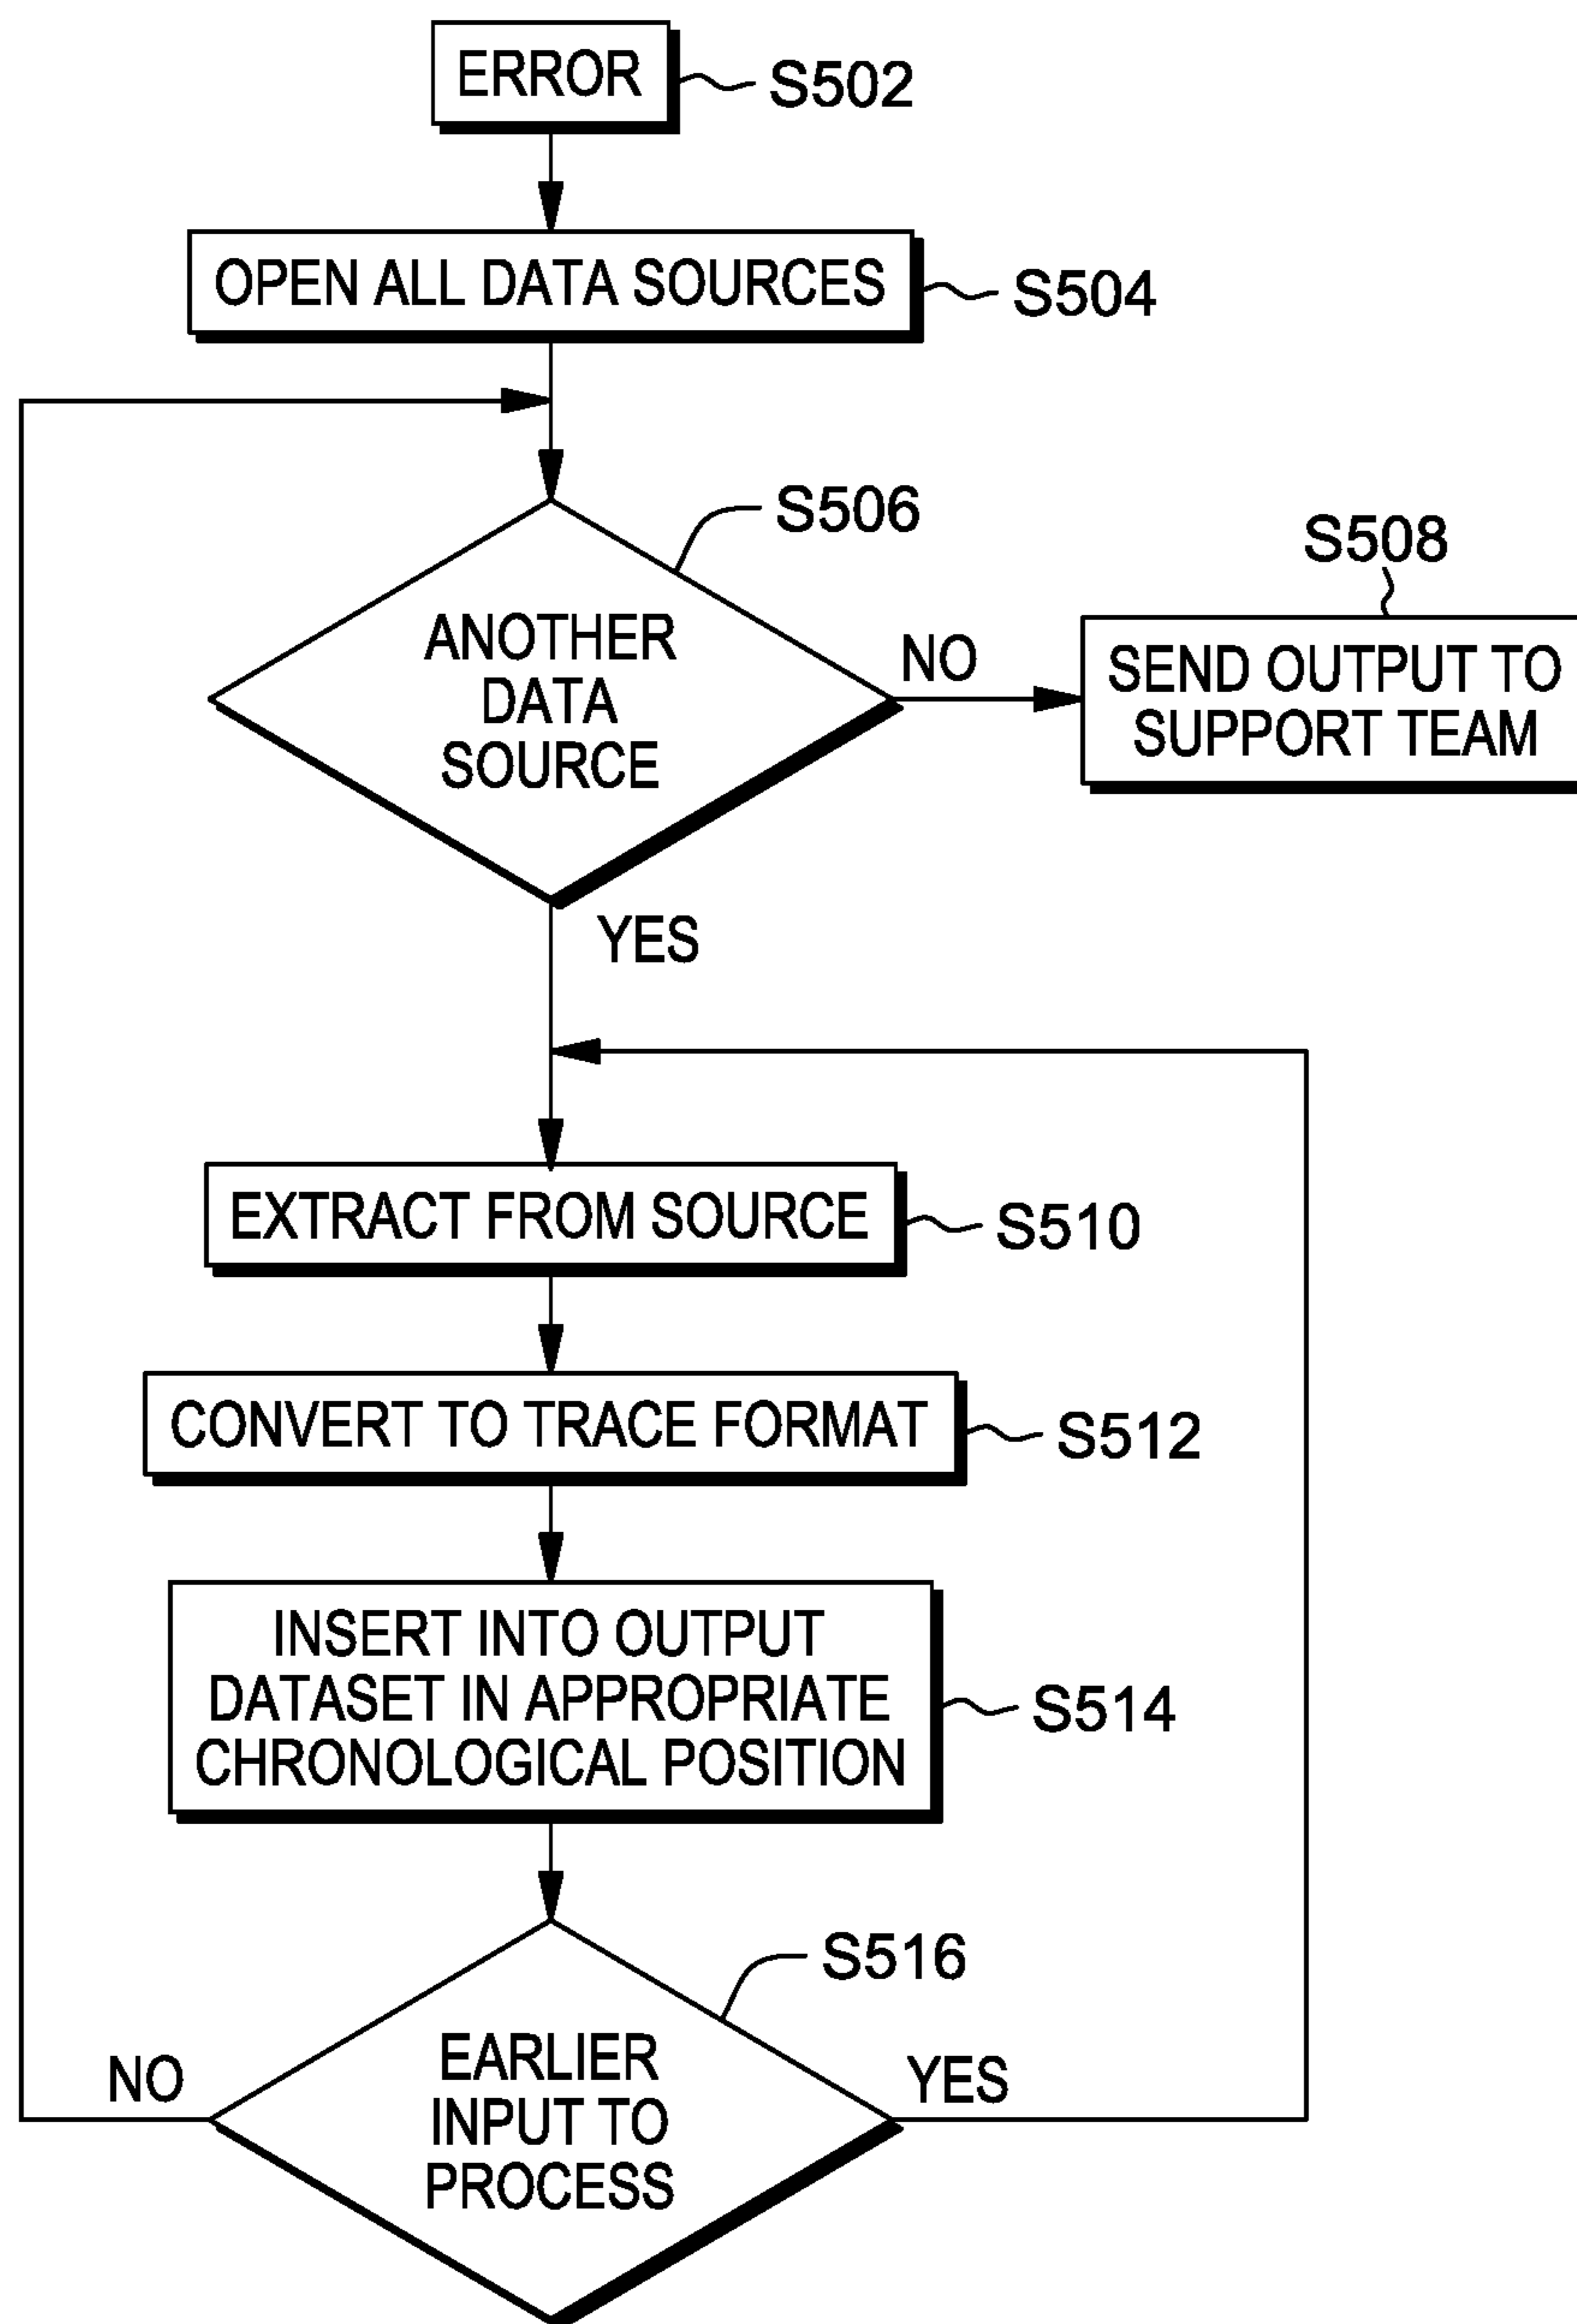 ERROR
S502
OPEN ALL DATA SOURCES
S504
S506
ANOTHER
DATA
SOURCE
NO
S508
SEND OUTPUT TO
SUPPORT TEAM
YES
EXTRACT FROM SOURCE
S510
CONVERT TO TRACE FORMAT
S512
INSERT INTO OUTPUT
DATASET IN APPROPRIATE
CHRONOLOGICAL POSITION
S514
S516
EARLIER
INPUT TO
PROCESS
NO
YES